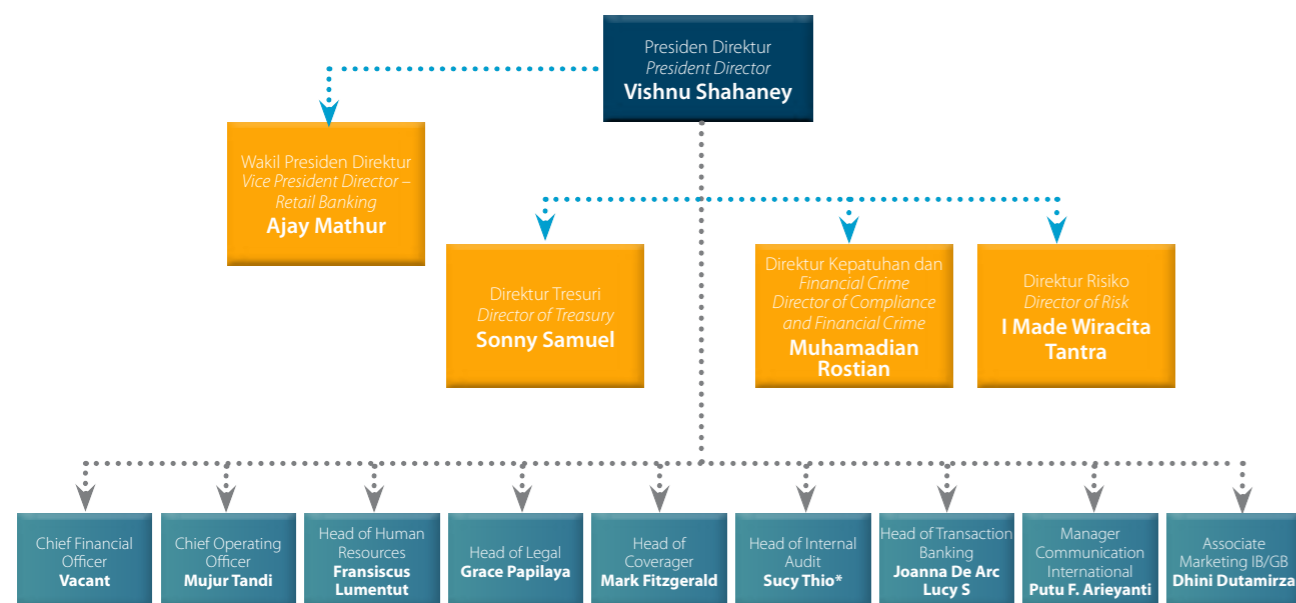 Presiden Direktur
President Director
Vishnu Shahaney
Wakil Presiden Direktur
Vice President Director –
Retail Banking
Ajay Mathur
Direktur Tresuri
Director of Treasury
Sonny Samuel
Direktur Kepatuhan dan
Financial Crime
Director of Compliance
and Financial Crime
Muhamadian
Rostian
Direktur Risiko
Director of Risk
I Made Wiracita
Tantra
Chief Financial
Officer
Vacant
Chief Operating
Officer
Mujur Tandi
Head of Human
Resources
Fransiscus
Lumentut
Head of Legal
Grace Papilaya
Head of
Coverager
Mark Fitzgerald
Head of Internal
Audit
Sucy Thio*
Head of Transaction
Banking
Joanna De Arc
Lucy S
Manager
Communication
International
Putu F. Arieyanti
Associate
Marketing IB/GB
Dhini Dutamirza